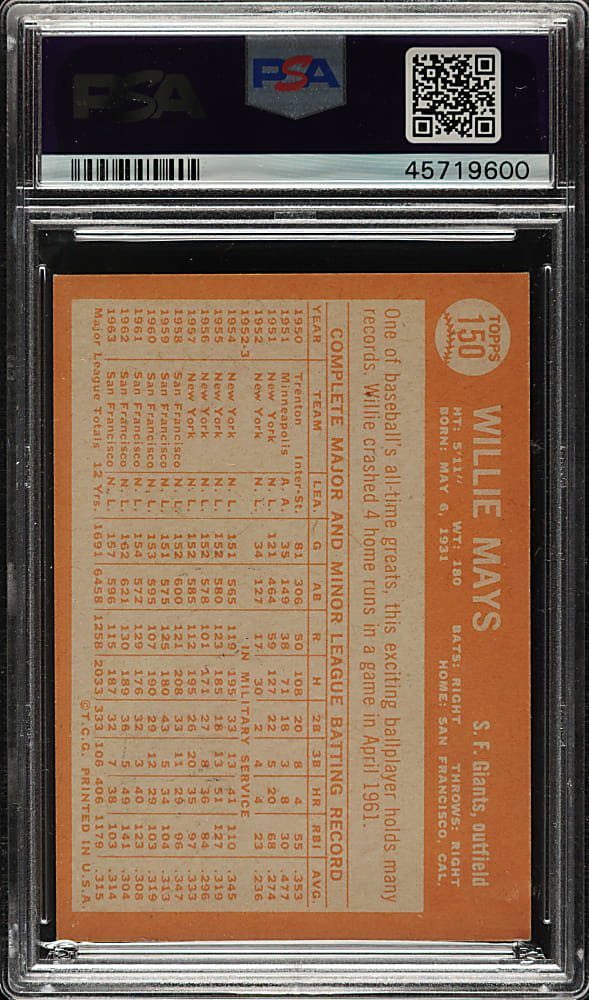 PSA
PSA
45719600
TOPPS
150
WILLIE MAYS
S. F. Giants, outfield
HT: 5'11" WT: 180 BATS: RIGHT THROWS: RIGHT
BORN: MAY 6, 1931 HOME: SAN FRANCISCO, CAL.
One of baseball's all-time greats, this exciting ballplayer holds many
records. Willie crashed 4 home runs in a game in April 1961.
COMPLETE MAJOR AND MINOR LEAGUE BATTING RECORD
YEAR TEAM LEA. G AB R H 2B 3B HR RBI AVG.
1950 Trenton Inter-St. 81 306 50 108 20 8 4 55 .353
1951 Minneapolis A. A. 35 149 38 71 18 3 8 30 .477
1951 New York N. L. 121 464 59 127 22 5 20 68 .274
1952 New York N. L. 34 127 17 30 2 4 4 23 .236
1952-3 IN MILITARY SERVICE
1954 New York N. L. 151 565 119 195 33 13 41 110 .345
1955 New York N. L. 152 580 123 185 18 13 51 127 .319
1956 New York N. L. 152 578 101 171 27 8 36 84 .296
1957 New York N. L. 152 585 112 195 26 20 35 97 .333
1958 San Francisco N. L. 152 600 121 208 33 11 29 96 .347
1959 San Francisco N. L. 151 575 125 180 43 5 34 104 .313
1960 San Francisco N. L. 153 595 107 190 29 12 29 103 .319
1961 San Francisco N. L. 154 572 129 176 32 3 40 123 .308
1962 San Francisco N. L. 162 621 130 189 36 5 49 141 .304
1963 San Francisco N. L. 157 596 115 187 32 7 38 103 .314
Major League Totals 12 Yrs. 1691 6458 1258 2033 333 106 406 1179 .315
©T.C.G. PRINTED IN U.S.A.